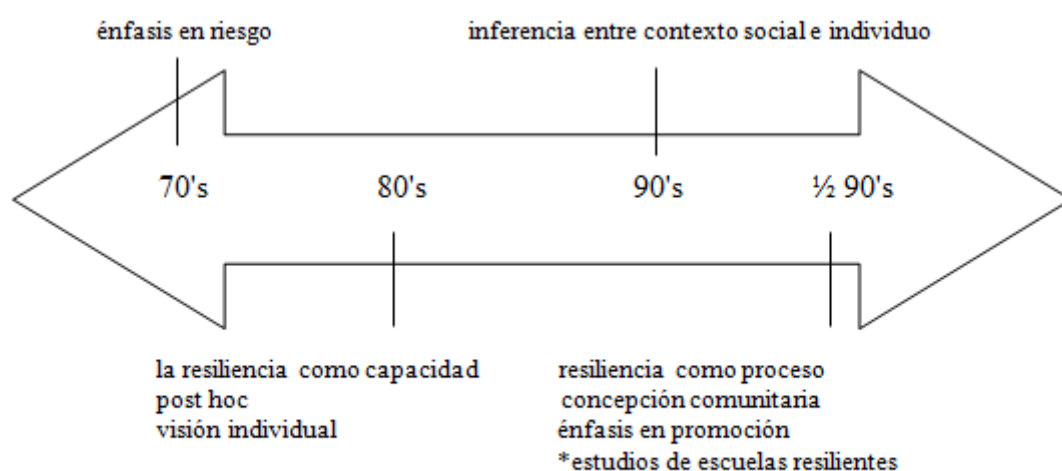 énfasis en riesgo
inferencia entre contexto social e individuo
70's
80's
90's
½ 90's
la resiliencia como capacidad
post hoc
visión individual
resiliencia como proceso
concepción comunitaria
énfasis en promoción
*estudios de escuelas resilientes